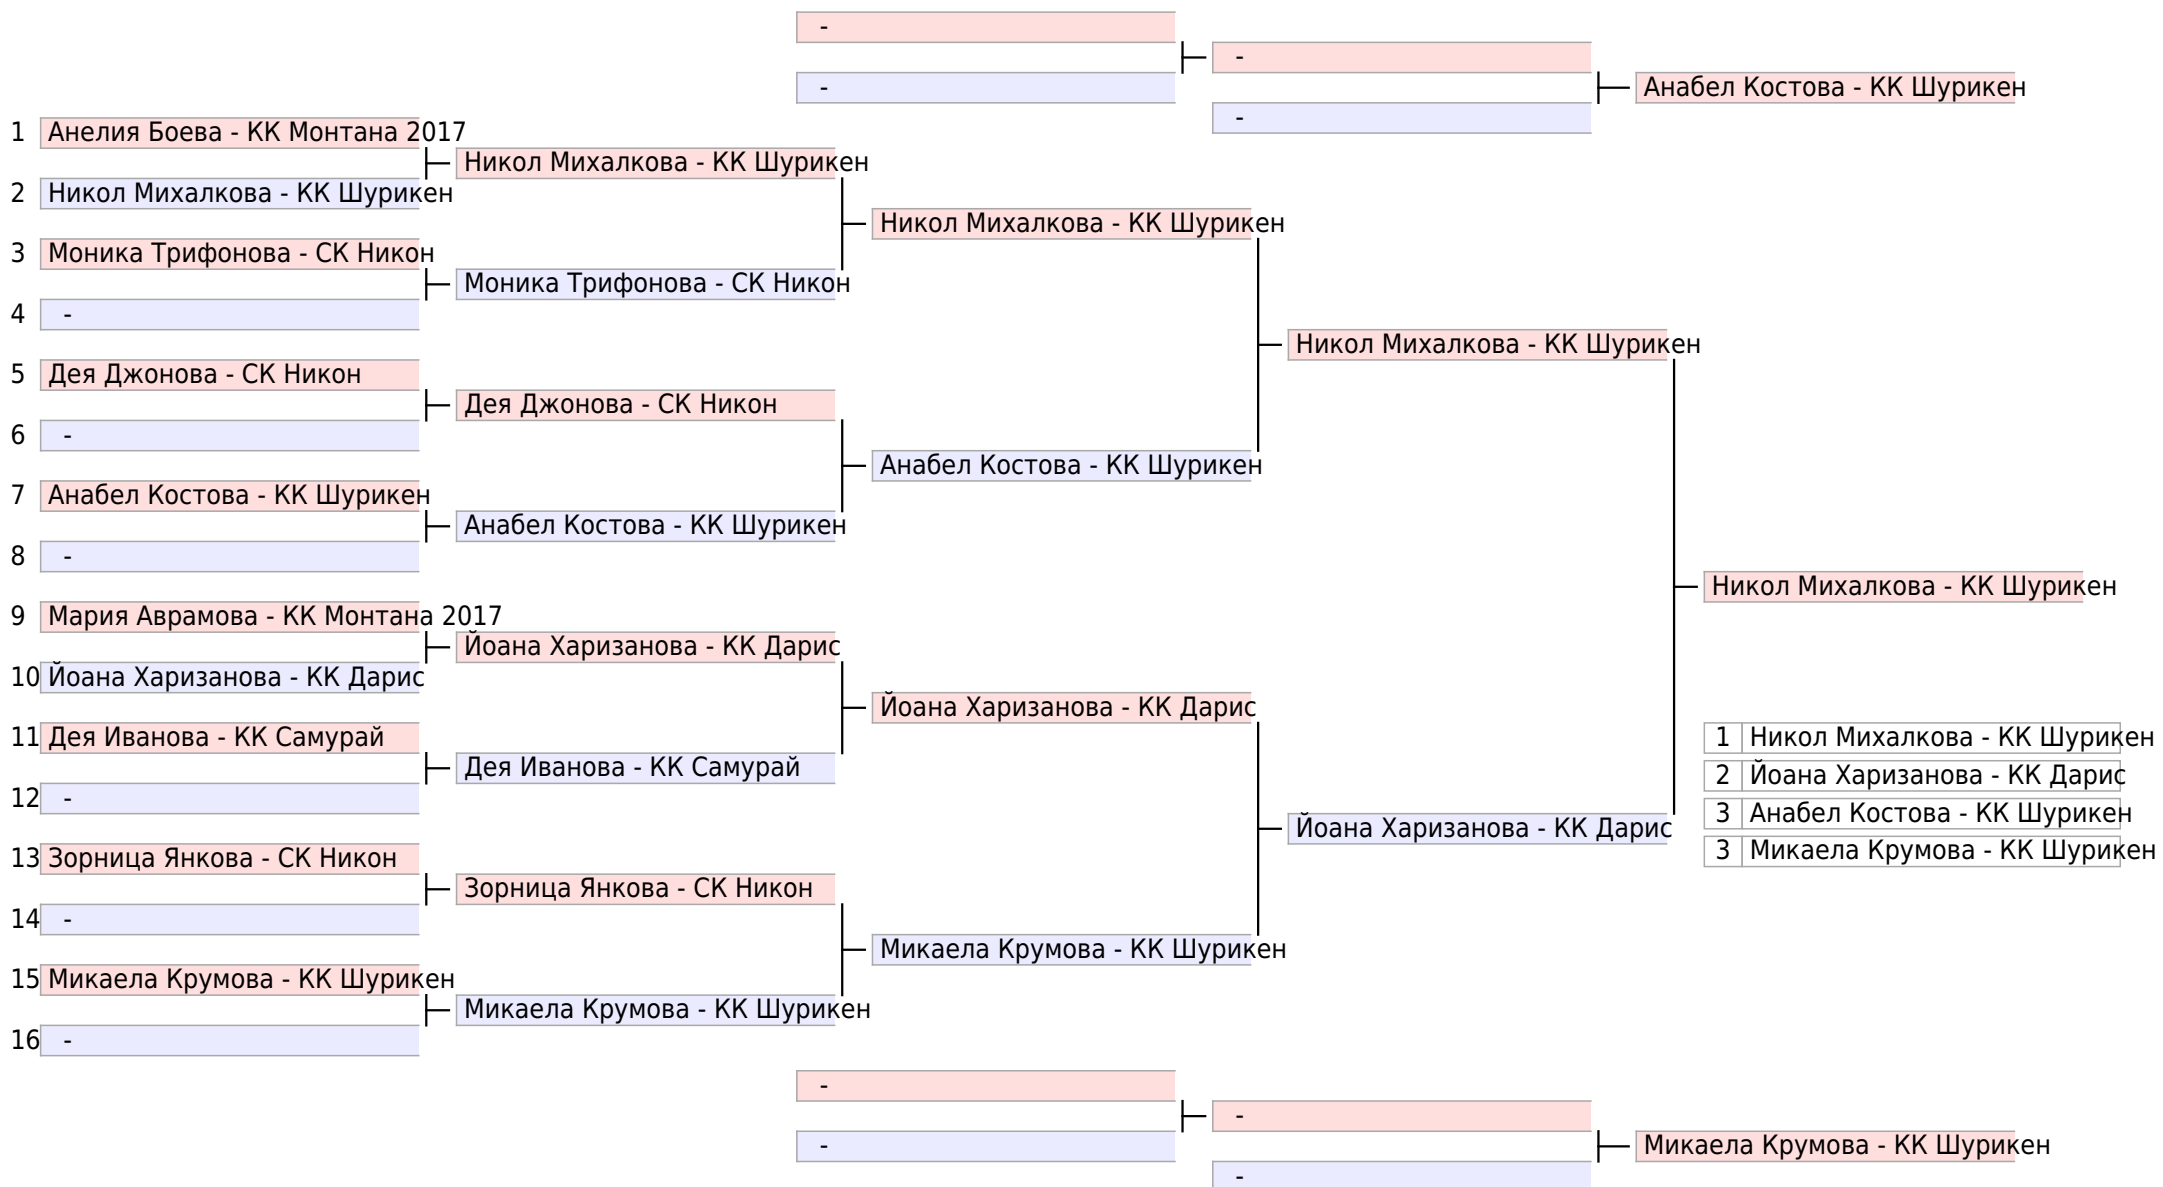 -
-
-
-
Анабел Костова - КК Шурикен
1 Анелия Боева - КК Монтана 2017
2 Никол Михалкова - КК Шурикен
3 Моника Трифонова - СК Никон
4 -
5 Дея Джонова - СК Никон
6 -
7 Анабел Костова - КК Шурикен
8 -
9 Мария Аврамова - КК Монтана 2017
10 Йоана Харизанова - КК Дарис
11 Дея Иванова - КК Самурай
12 -
13 Зорница Янкова - СК Никон
14 -
15 Микаела Крумова - КК Шурикен
16 -
Никол Михалкова - КК Шурикен
Моника Трифонова - СК Никон
Дея Джонова - СК Никон
Анабел Костова - КК Шурикен
Йоана Харизанова - КК Дарис
Дея Иванова - КК Самурай
Зорница Янкова - СК Никон
Микаела Крумова - КК Шурикен
Никол Михалкова - КК Шурикен
Анабел Костова - КК Шурикен
Йоана Харизанова - КК Дарис
Микаела Крумова - КК Шурикен
Никол Михалкова - КК Шурикен
Йоана Харизанова - КК Дарис
Никол Михалкова - КК Шурикен
1 Никол Михалкова - КК Шурикен
2 Йоана Харизанова - КК Дарис
3 Анабел Костова - КК Шурикен
3 Микаела Крумова - КК Шурикен
-
-
-
-
Микаела Крумова - КК Шурикен